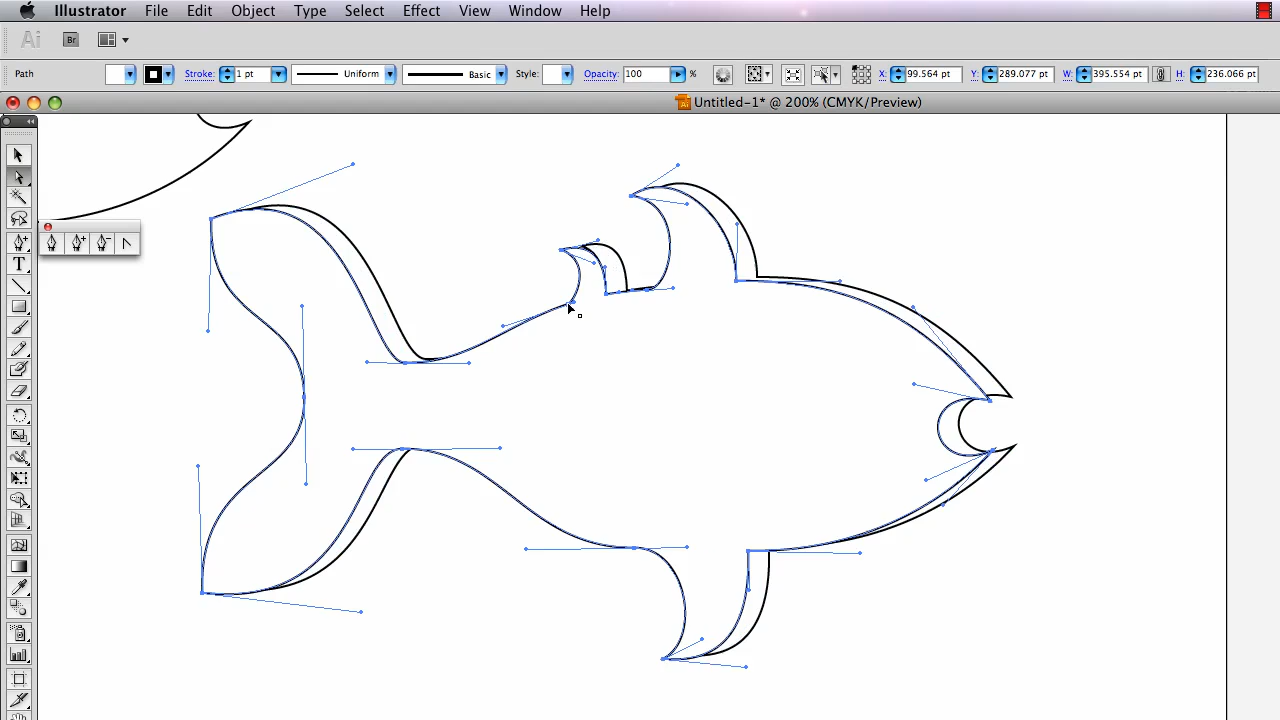 Illustrator File Edit Object Type Select Effect View Window Help
Ai Br
Path Stroke: 1 pt Uniform Basic Style: Opacity: 100 % X: 99.564 pt Y: 289.077 pt W: 395.554 pt H: 236.066 pt
Untitled-1* @ 200% (CMYK/Preview)
T